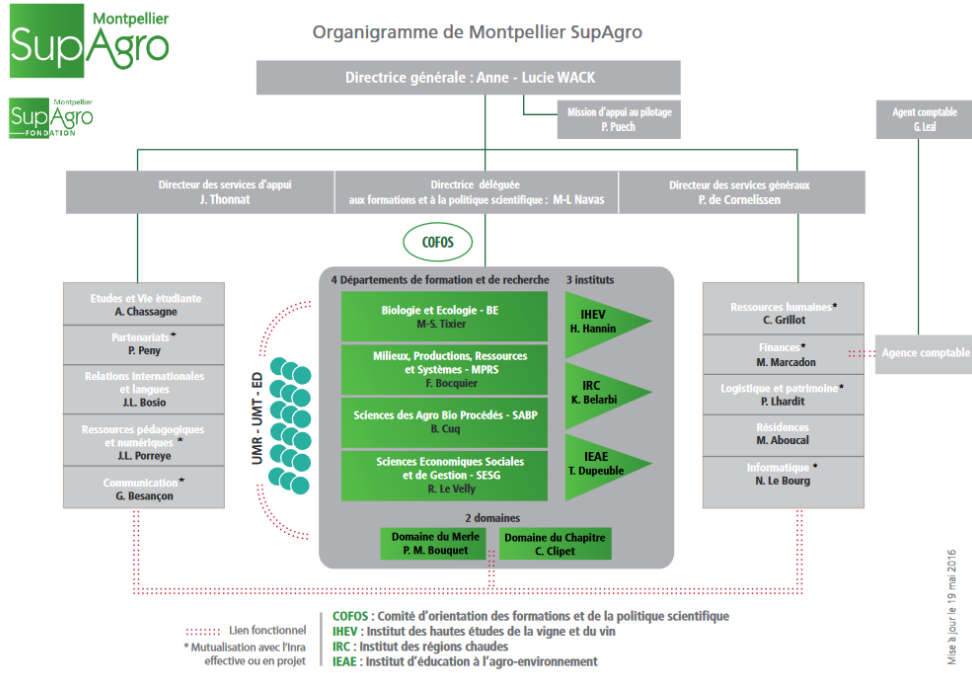 Montpellier
SupAgro
Organigramme de Montpellier SupAgro
Montpellier
SupAgro
FONDATION
Directrice générale : Anne - Lucie WACK
Mission d'appui au pilotage
P. Puech
Agent comptable
G. Leal
Directeur des services d'appui
J. Thonnat
Directrice déléguée
aux formations et à la politique scientifique : M-L Navas
Directeur des services généraux
P. de Cornelissen
COFOS
Etudes et Vie étudiante
A. Chassagne
Partenariats *
P. Peny
Relations Internationales
et langues
J.L. Bosio
Ressources pédagogiques
et numériques *
J.L. Porreye
Communication *
G. Besançon
UMR - UMT - ED
4 Départements de formation et de recherche
Biologie et Ecologie - BE
M-S. Tixier
Milieux, Productions, Ressources
et Systèmes - MPRS
F. Bocquier
Sciences des Agro Bio Procédés - SABP
B. Cuq
Sciences Economiques Sociales
et de Gestion - SESG
R. Le Velly
3 instituts
IHEV
H. Hannin
IRC
K. Belarbi
IEAE
T. Dupeuble
2 domaines
Domaine du Merle
P. M. Bouquet
Domaine du Chapitre
C. Clipet
Ressources humaines *
C. Grillot
Finances *
M. Marcadon
Logistique et patrimoine *
P. Lhardit
Résidences
M. Aboucal
Informatique *
N. Le Bourg
Agence comptable
Lien fonctionnel
* Mutualisation avec l'Inra
effective ou en projet
COFOS : Comité d'orientation des formations et de la politique scientifique
IHEV : Institut des hautes études de la vigne et du vin
IRC : Institut des régions chaudes
IEAE : Institut d'éducation à l'agro-environnement
Mise à jour le 19 mai 2016